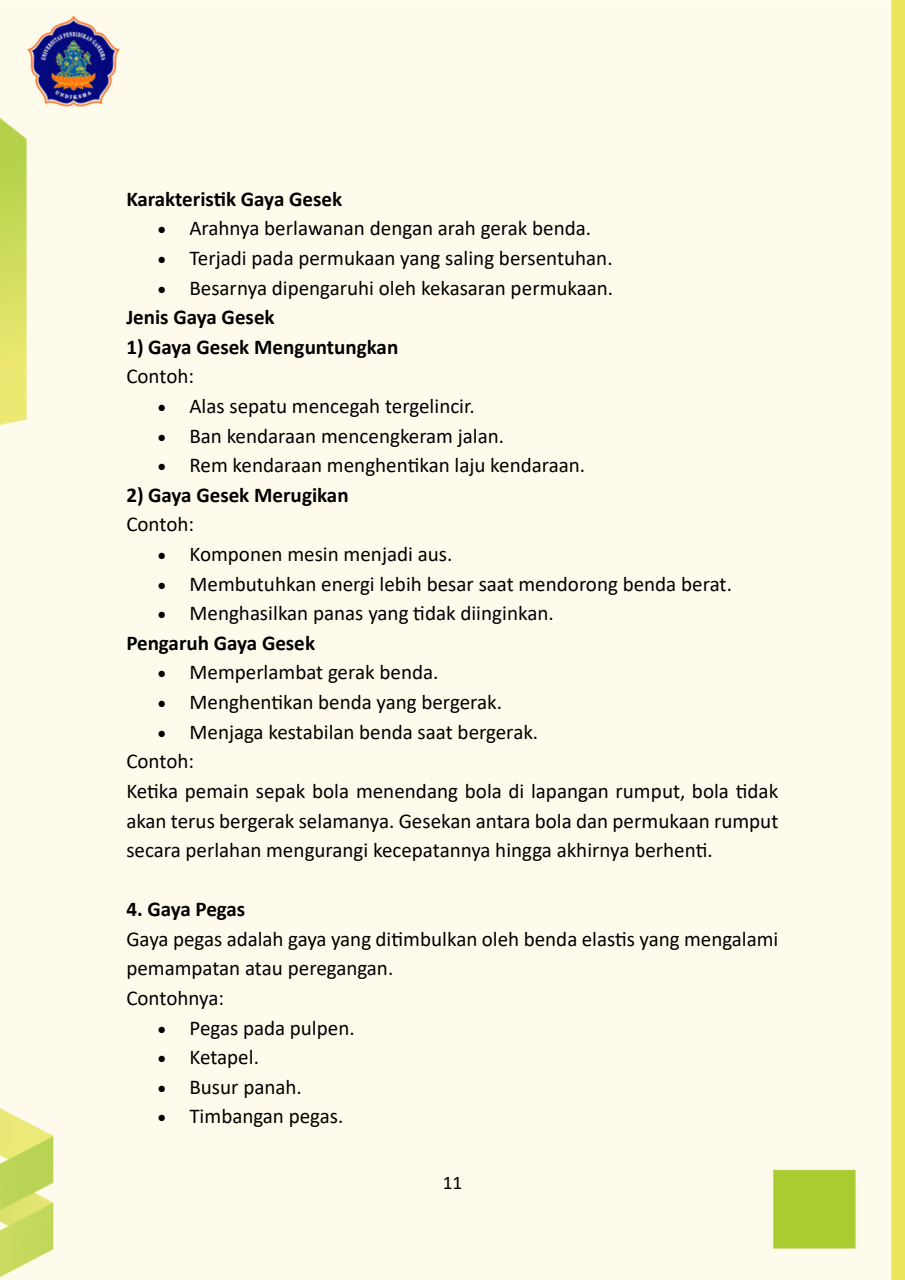 UNIVERSITAS PENDIDIKAN GANESHA
UNDIKSHA
Karakteristik Gaya Gesek
• Arahnya berlawanan dengan arah gerak benda.
• Terjadi pada permukaan yang saling bersentuhan.
• Besarnya dipengaruhi oleh kekasaran permukaan.
Jenis Gaya Gesek
1) Gaya Gesek Menguntungkan
Contoh:
• Alas sepatu mencegah tergelincir.
• Ban kendaraan mencengkeram jalan.
• Rem kendaraan menghentikan laju kendaraan.
2) Gaya Gesek Merugikan
Contoh:
• Komponen mesin menjadi aus.
• Membutuhkan energi lebih besar saat mendorong benda berat.
• Menghasilkan panas yang tidak diinginkan.
Pengaruh Gaya Gesek
• Memperlambat gerak benda.
• Menghentikan benda yang bergerak.
• Menjaga kestabilan benda saat bergerak.
Contoh:
Ketika pemain sepak bola menendang bola di lapangan rumput, bola tidak
akan terus bergerak selamanya. Gesekan antara bola dan permukaan rumput
secara perlahan mengurangi kecepatannya hingga akhirnya berhenti.
4. Gaya Pegas
Gaya pegas adalah gaya yang ditimbulkan oleh benda elastis yang mengalami
pemampatan atau peregangan.
Contohnya:
• Pegas pada pulpen.
• Ketapel.
• Busur panah.
• Timbangan pegas.
11